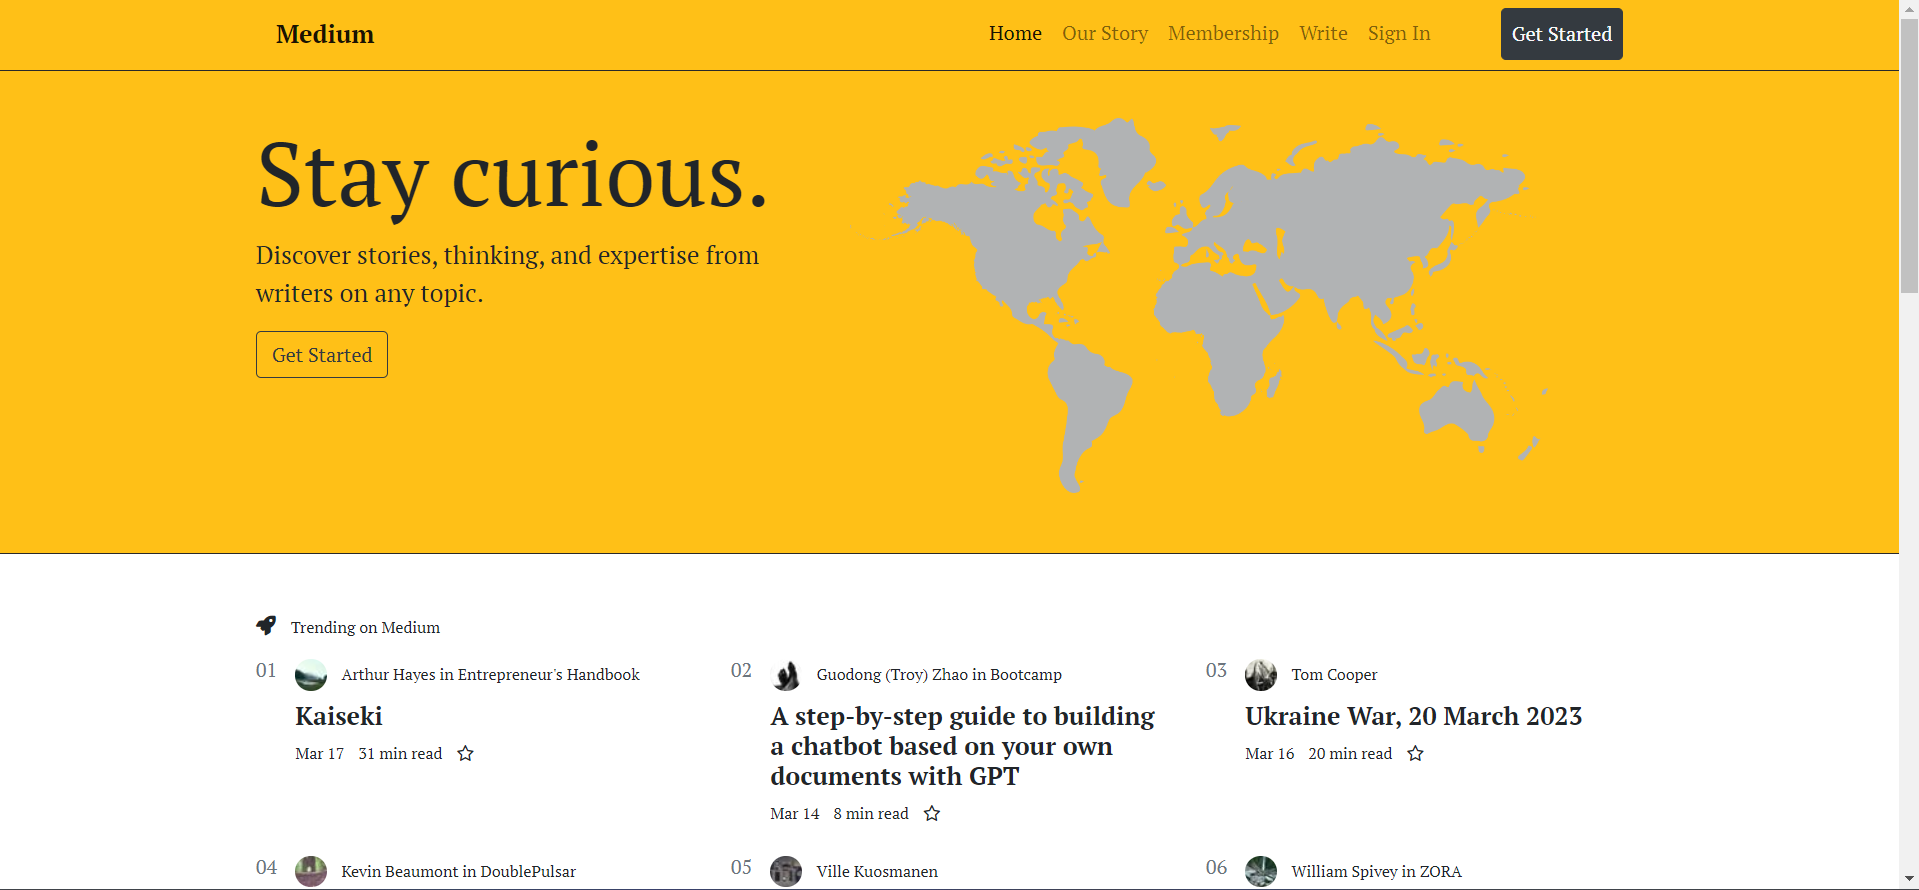 Medium
Home Our Story Membership Write Sign In Get Started
Stay curious.
Discover stories, thinking, and expertise from
writers on any topic.
Get Started
Trending on Medium
01 Arthur Hayes in Entrepreneur's Handbook
Kaiseki
Mar 17 31 min read
02 Guodong (Troy) Zhao in Bootcamp
A step-by-step guide to building
a chatbot based on your own
documents with GPT
Mar 14 8 min read
03 Tom Cooper
Ukraine War, 20 March 2023
Mar 16 20 min read
04 Kevin Beaumont in DoublePulsar
05 Ville Kuosmanen
06 William Spivey in ZORA